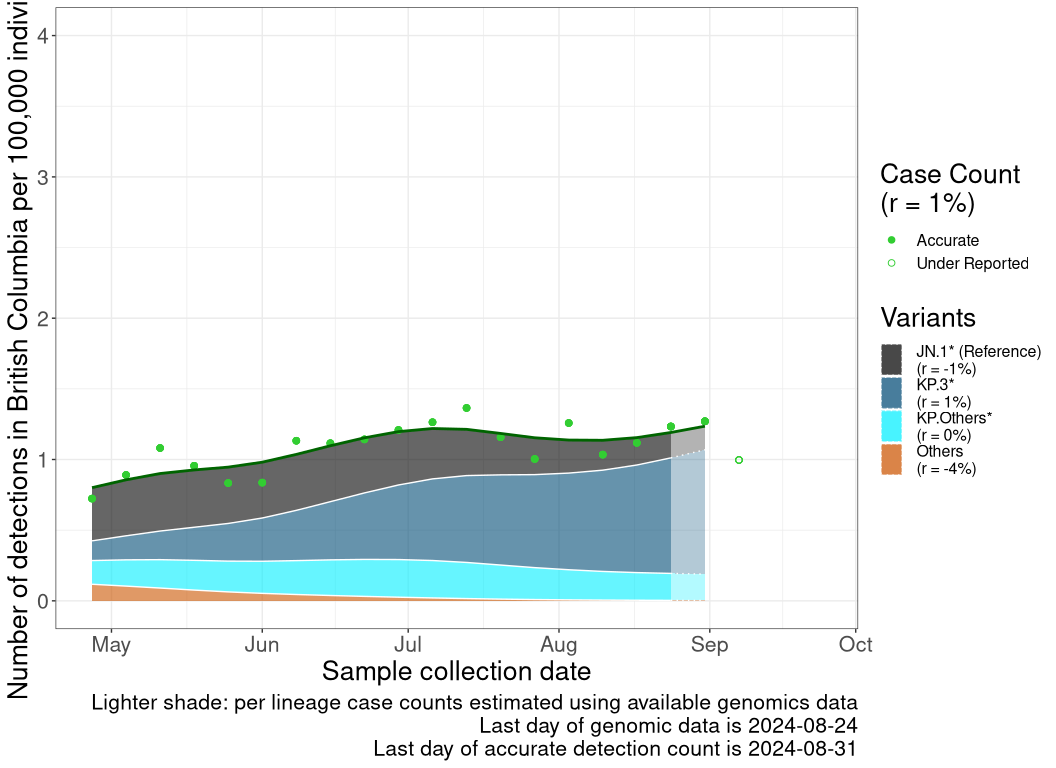 Number of detections in British Columbia per 100,000
4
3
2
1
0
May Jun Jul Aug Sep Oct
Sample collection date
Lighter shade: per lineage case counts estimated using available genomics data
Last day of genomic data is 2024-08-24
Last day of accurate detection count is 2024-08-31
Case Count
(r = 1%)
Accurate
Under Reported
Variants
JN.1* (Reference)
(r = -1%)
KP.3*
(r = 1%)
KP.Others*
(r = 0%)
Others
(r = -4%)